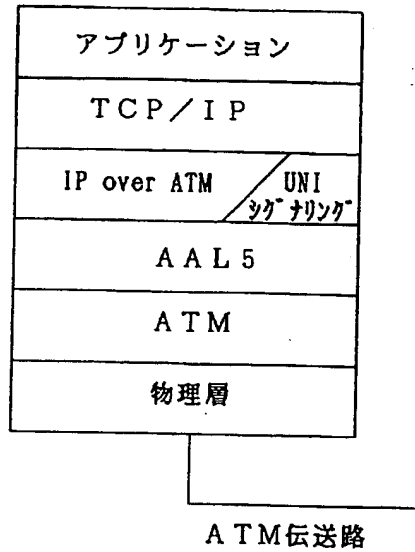 アプリケーション
TCP/IP
IP over ATM
UNI
シグナリング
AAL5
ATM
物理層
ATM伝送路